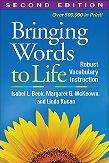 SECOND EDITION
Over 500,000 in Print!
Bringing
Words
to Life
Robust
Vocabulary
Instruction
Isabel L. Beck, Margaret G. McKeown,
and Linda Kucan